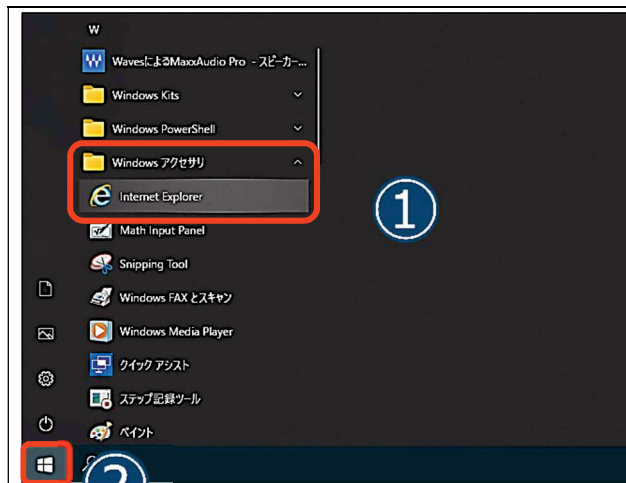 W
WavesによるMaxxAudio Pro - スピーカー...
Windows Kits
Windows PowerShell
Windows アクセサリ
Internet Explorer
①
Math Input Panel
Snipping Tool
Windows FAX とスキャン
Windows Media Player
クイック アシスト
ステップ記録ツール
ペイント
②